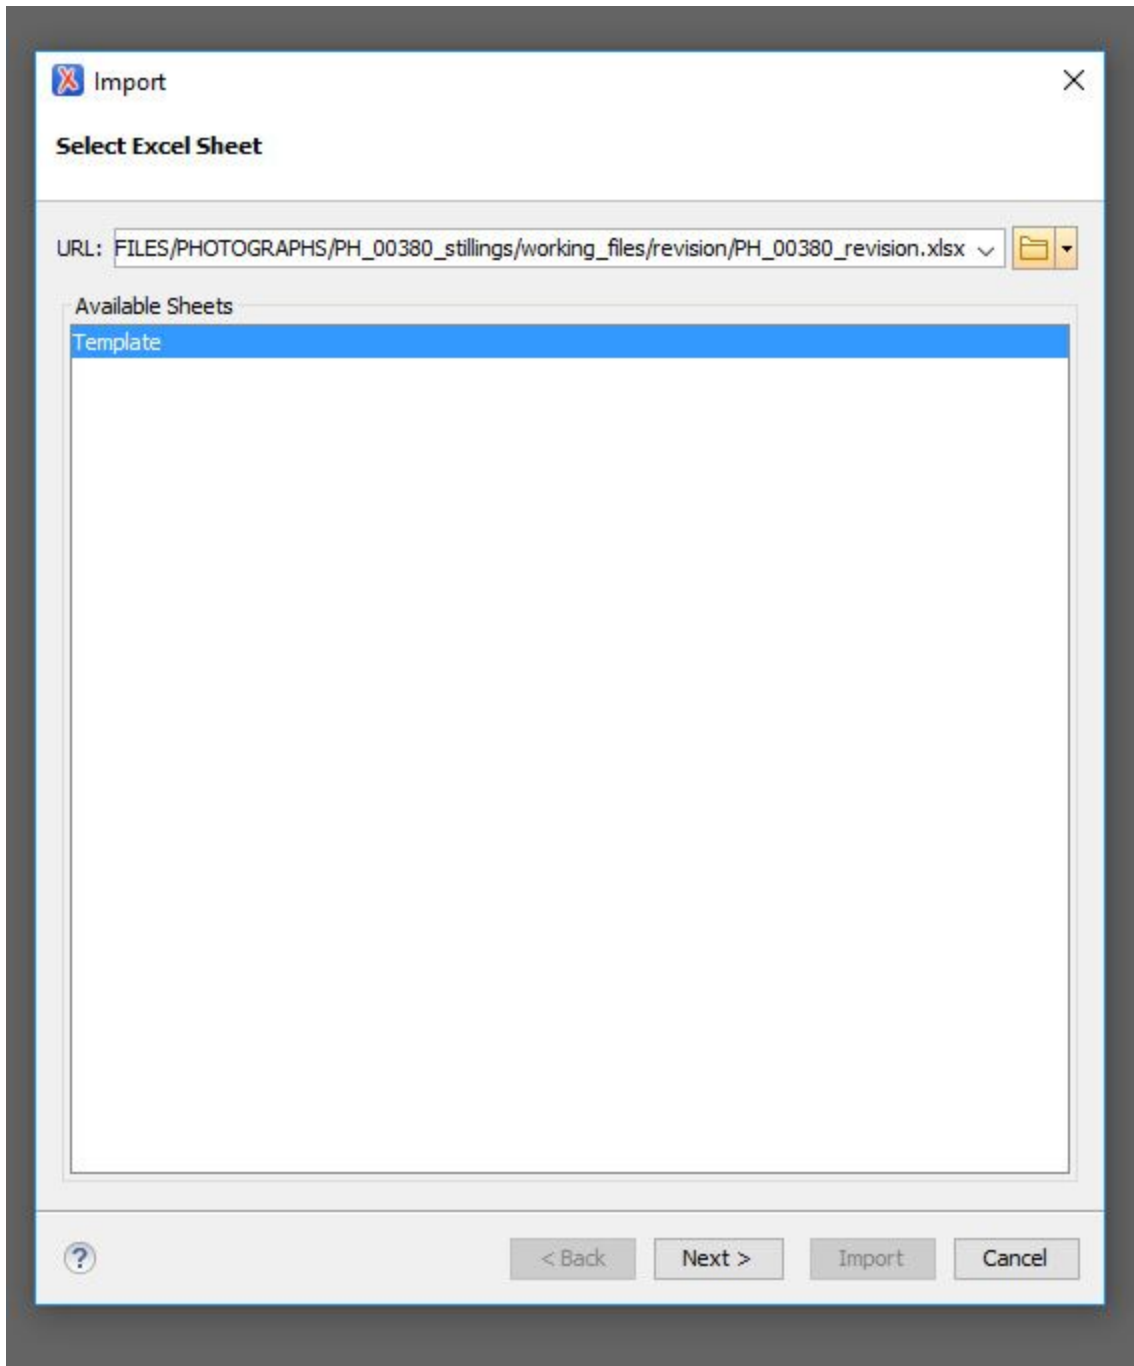 Import
Select Excel Sheet
URL: FILES/PHOTOGRAPHS/PH_00380_stillings/working_files/revision/PH_00380_revision.xlsx
Available Sheets
Template
? < Back Next > Import Cancel